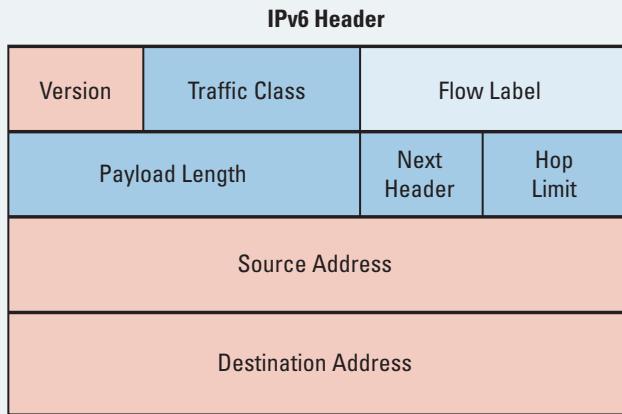 IPv6 Header
Version Traffic Class Flow Label
Payload Length Next Header Hop Limit
Source Address
Destination Address